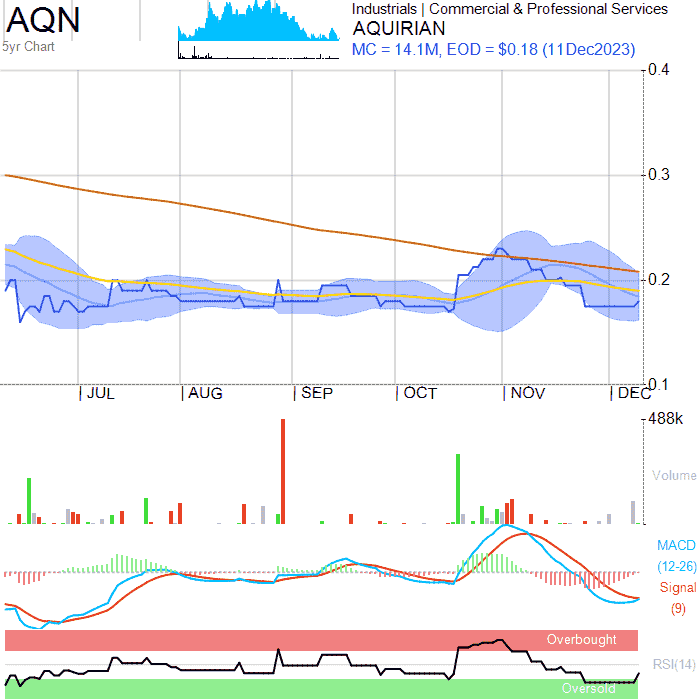 AQN
5yr Chart
Industrials | Commercial & Professional Services
AQUIRIAN
MC = 14.1M, EOD = $0.18 (11Dec2023)
0.4
0.3
0.2
0.1
JUL
AUG
SEP
OCT
NOV
DEC
488k
Volume
MACD
(12-26)
Signal
(9)
Overbought
RSI(14)
Oversold